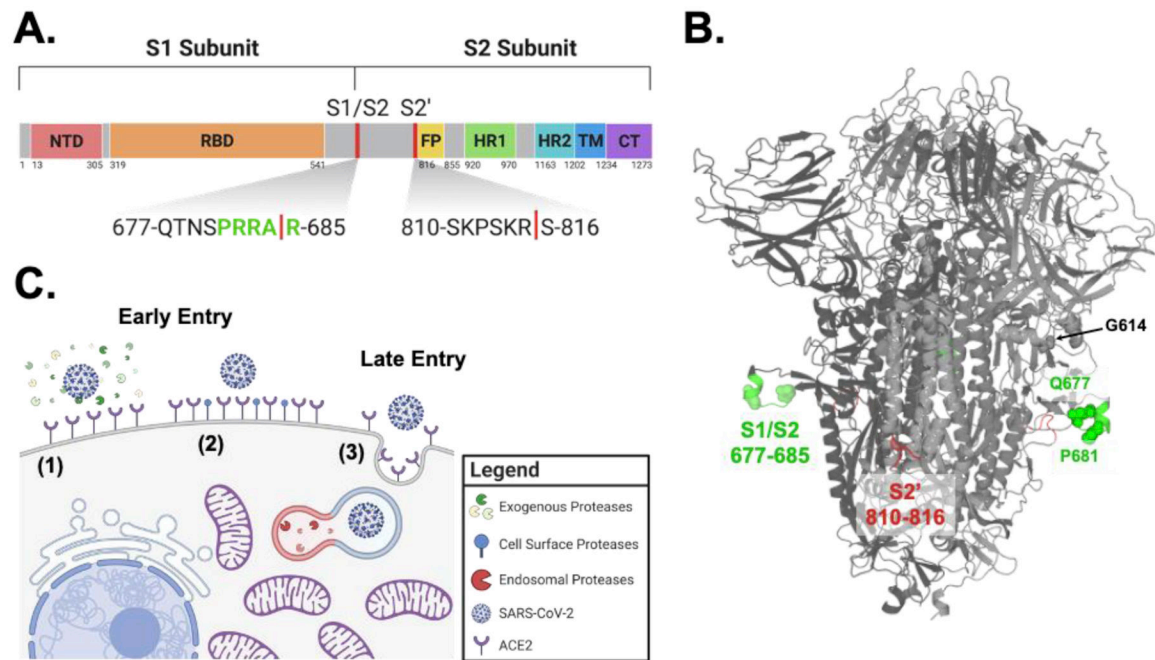 A.
S1 Subunit
S2 Subunit
S1/S2
S2'
NTD
RBD
FP
HR1
HR2
TM
CT
1
13
305
319
541
816
855
920
970
1163
1202
1234
1273
677-QTNSPRRA|R-685
810-SKPSKR|S-816
B.
G614
Q677
P681
S1/S2
677-685
S2'
810-816
C.
Early Entry
Late Entry
(1)
(2)
(3)
Legend
Exogenous Proteases
Cell Surface Proteases
Endosomal Proteases
SARS-CoV-2
ACE2